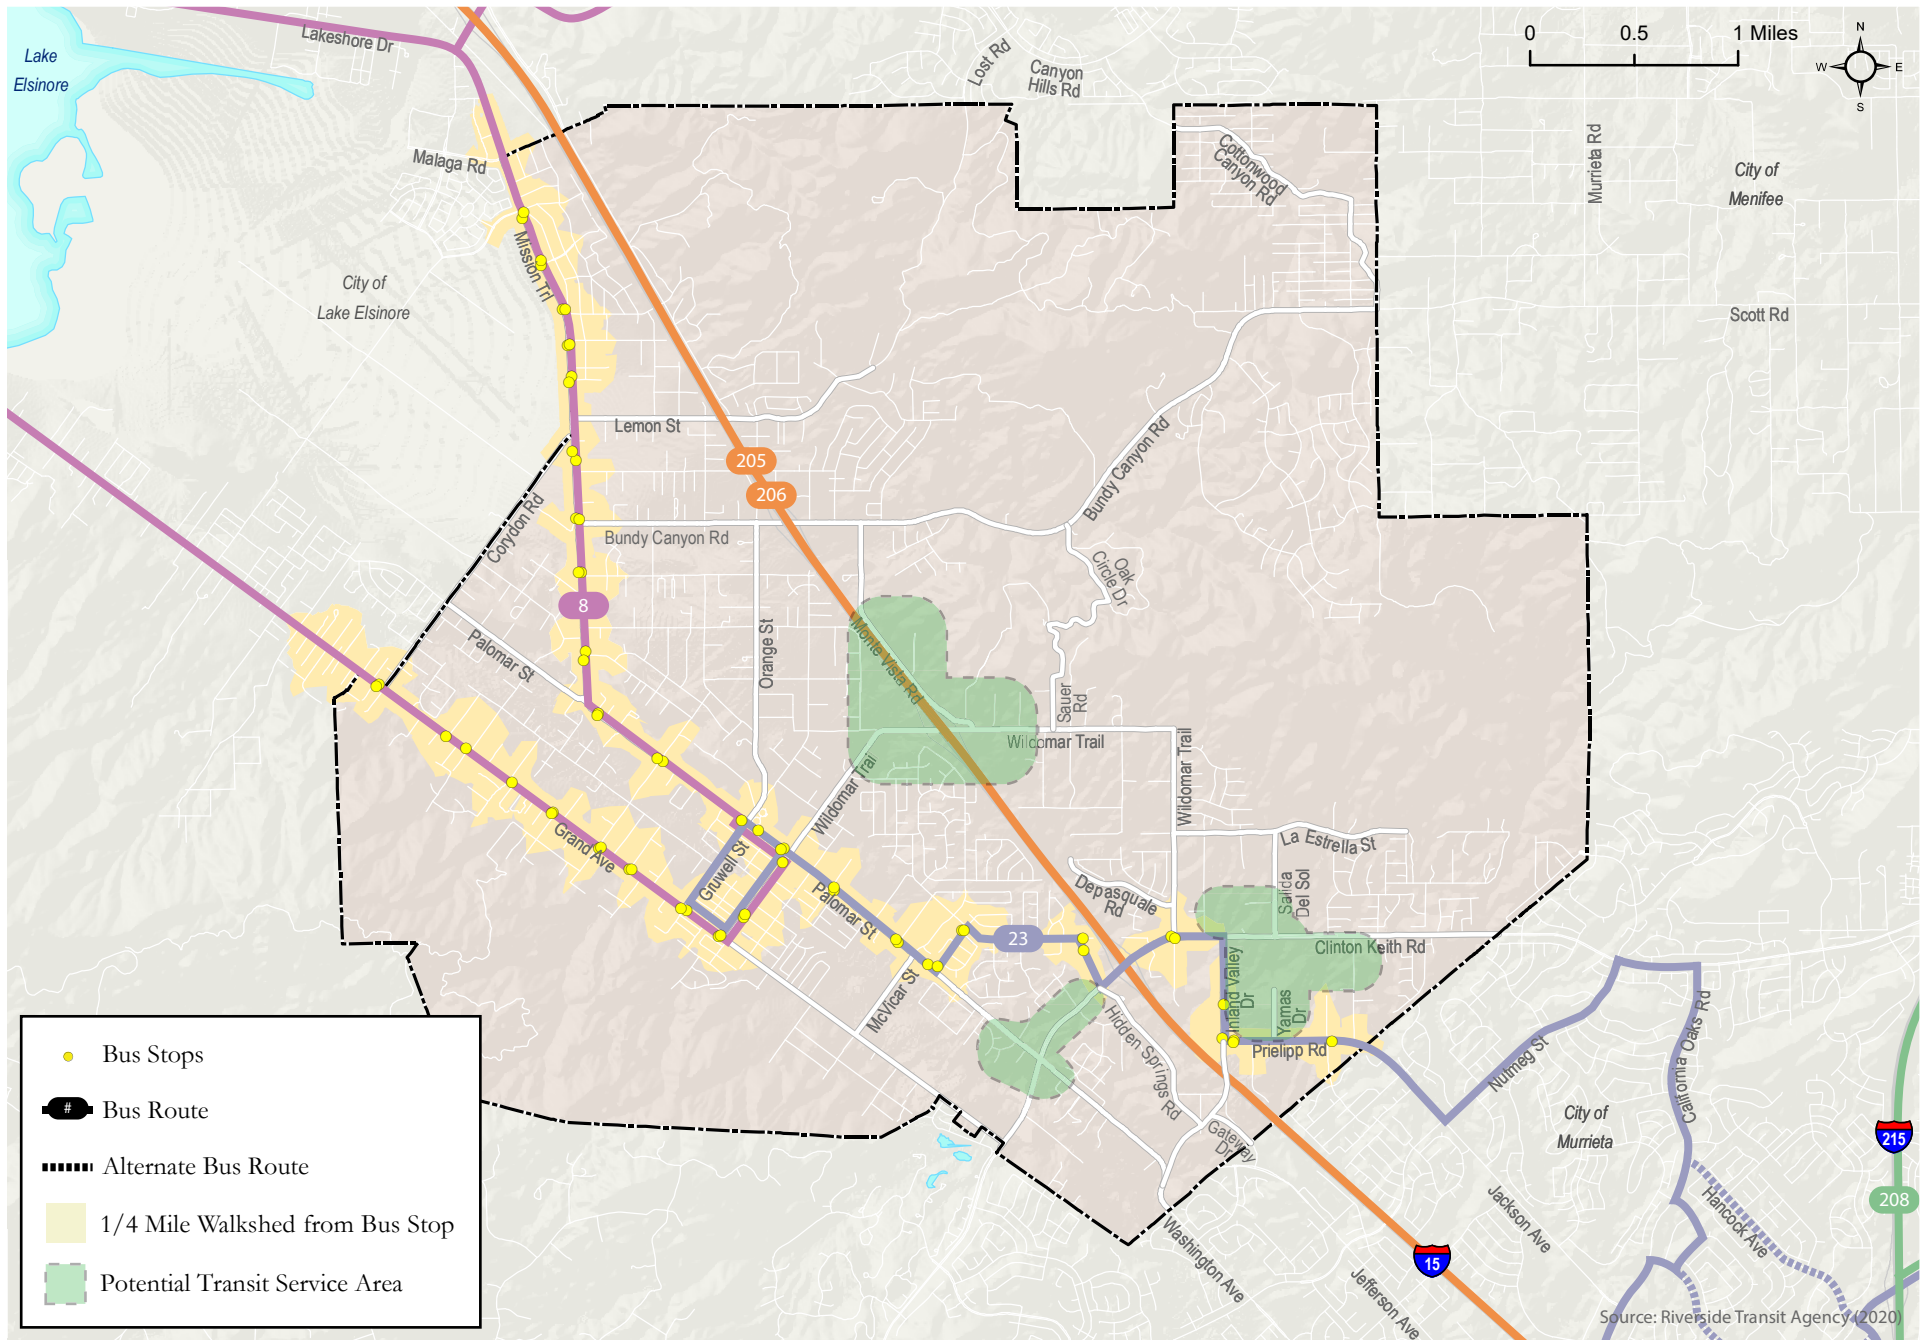 Lake
Elsinore
Lakeshore Dr
Lost Rd
Canyon
Hills Rd
0
0.5
1 Miles
N
W
E
S
Malaga Rd
Cottonwood
Canyon Rd
Murrieta Rd
City of
Menifee
Mission Trl
City of
Lake Elsinore
Scott Rd
Lemon St
205
206
Bundy Canyon Rd
Corydon Rd
Bundy Canyon Rd
Oak
Circle Dr
8
Palomar St
Orange St
Monte Vista Rd
Sauer
Rd
Wildomar Trail
Wildomar Trail
Wildomar Trail
Grand Ave
Gruwell St
La Estrella St
Depasquale
Rd
Salida
Del Sol
Palomar St
23
Clinton Keith Rd
McVicar St
Inland Valley
Dr
Yamas
Dr
Hidden Springs Rd
Prielipp Rd
Nutmeg St
California Oaks Rd
City of
Murrieta
Gateway
Dr
215
208
Washington Ave
Jackson Ave
Hancock Ave
15
Jefferson Ave
Bus Stops
#
Bus Route
Alternate Bus Route
1/4 Mile Walkshed from Bus Stop
Potential Transit Service Area
Source: Riverside Transit Agency (2020)